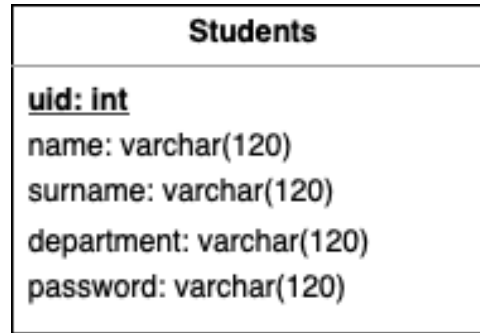 Students
uid: int
name: varchar(120)
surname: varchar(120)
department: varchar(120)
password: varchar(120)